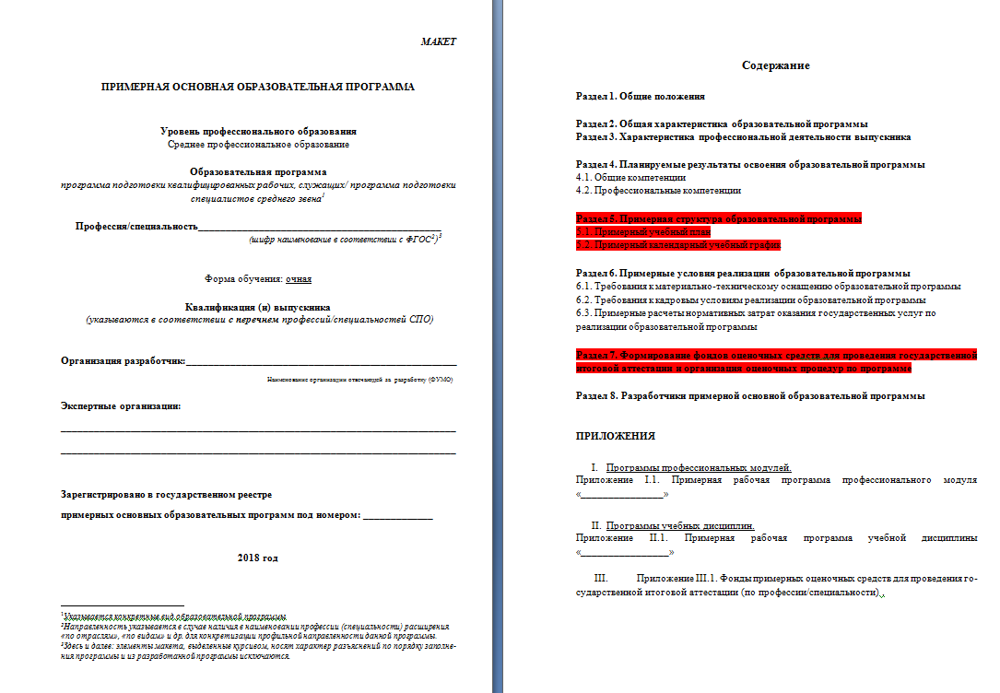 МАКЕТ
ПРИМЕРНАЯ ОСНОВНАЯ ОБРАЗОВАТЕЛЬНАЯ ПРОГРАММА
Уровень профессионального образования
Среднее профессиональное образование
Образовательная программа
программа подготовки квалифицированных рабочих, служащих/ программа подготовки
специалистов среднего звена1
Профессия/специальность____________________________________________
(шифр наименование в соответствии с ФГОС2)3
Форма обучения: очная
Квалификация (и) выпускника
(указываются в соответствии с перечнем профессий/специальностей СПО)
Организация разработчик:_________________________________________________
Наименование организации отвечающей за разработку (ФУМО)
Экспертные организации:
________________________________________________________________________
________________________________________________________________________
Зарегистрировано в государственном реестре
примерных основных образовательных программ под номером: _____________
2018 год
1Указывается конкретные вид образовательной программы.
2Направленность указывается в случае наличия в наименовании профессии (специальности) расширения
«по отраслям», «по видам» и др. для конкретизации профильной направленности данной программы.
3Здесь и далее: элементы макета, выделенные курсивом, носят характер разъяснений по порядку заполне-
ния программы и из разработанной программы исключаются.
Содержание
Раздел 1. Общие положения
Раздел 2. Общая характеристика образовательной программы
Раздел 3. Характеристика профессиональной деятельности выпускника
Раздел 4. Планируемые результаты освоения образовательной программы
4.1. Общие компетенции
4.2. Профессиональные компетенции
Раздел 5. Примерная структура образовательной программы
5.1. Примерный учебный план
5.2. Примерный календарный учебный график
Раздел 6. Примерные условия реализации образовательной программы
6.1. Требования к материально-техническому оснащению образовательной программы
6.2. Требования к кадровым условиям реализации образовательной программы
6.3. Примерные расчеты нормативных затрат оказания государственных услуг по
реализации образовательной программы
Раздел 7. Формирование фондов оценочных средств для проведения государственной
итоговой аттестации и организация оценочных процедур по программе
Раздел 8. Разработчики примерной основной образовательной программы
ПРИЛОЖЕНИЯ
I. Программы профессиональных модулей.
Приложение I.1. Примерная рабочая программа профессионального модуля
«_______________»
II. Программы учебных дисциплин.
Приложение II.1. Примерная рабочая программа учебной дисциплины
«________________»
III. Приложение III.1. Фонды примерных оценочных средств для проведения го-
сударственной итоговой аттестации (по профессии/специальности).